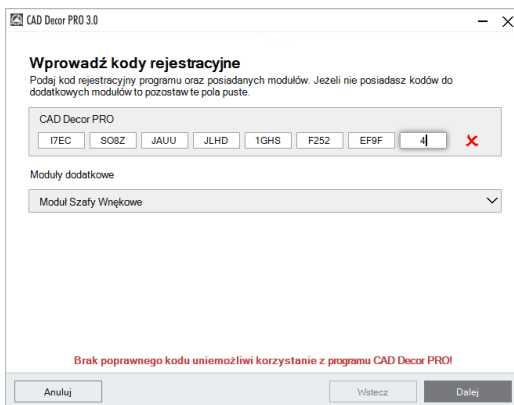 CAD Decor PRO 3.0
Wprowadź kody rejestracyjne
Podaj kod rejestracyjny programu oraz posiadanych modułów. Jeżeli nie posiadasz kodów do
dodatkowych modułów to pozostaw te pola puste.
CAD Decor PRO
I7EC SO8Z JAUU JLHD 1GHS F252 EF9F 4
Moduły dodatkowe
Moduł Szafy Wnękowe
Brak poprawnego kodu uniemożliwi korzystanie z programu CAD Decor PRO!
Anuluj Wstecz Dalej